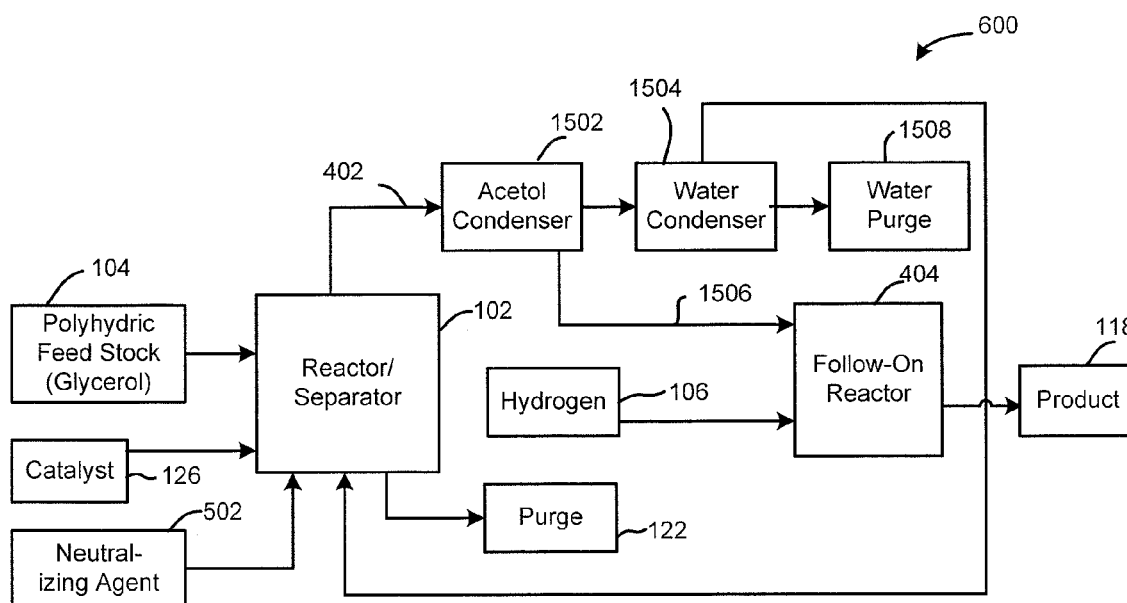 600
1504
1502
1508
402
Acetol
Condenser
Water
Condenser
Water
Purge
104
404
102
1506
118
Polyhydric
Feed Stock
(Glycerol)
Reactor/
Separator
Follow-On
Reactor
Hydrogen
106
Product
Catalyst
126
502
Purge
122
Neutral-
izing Agent